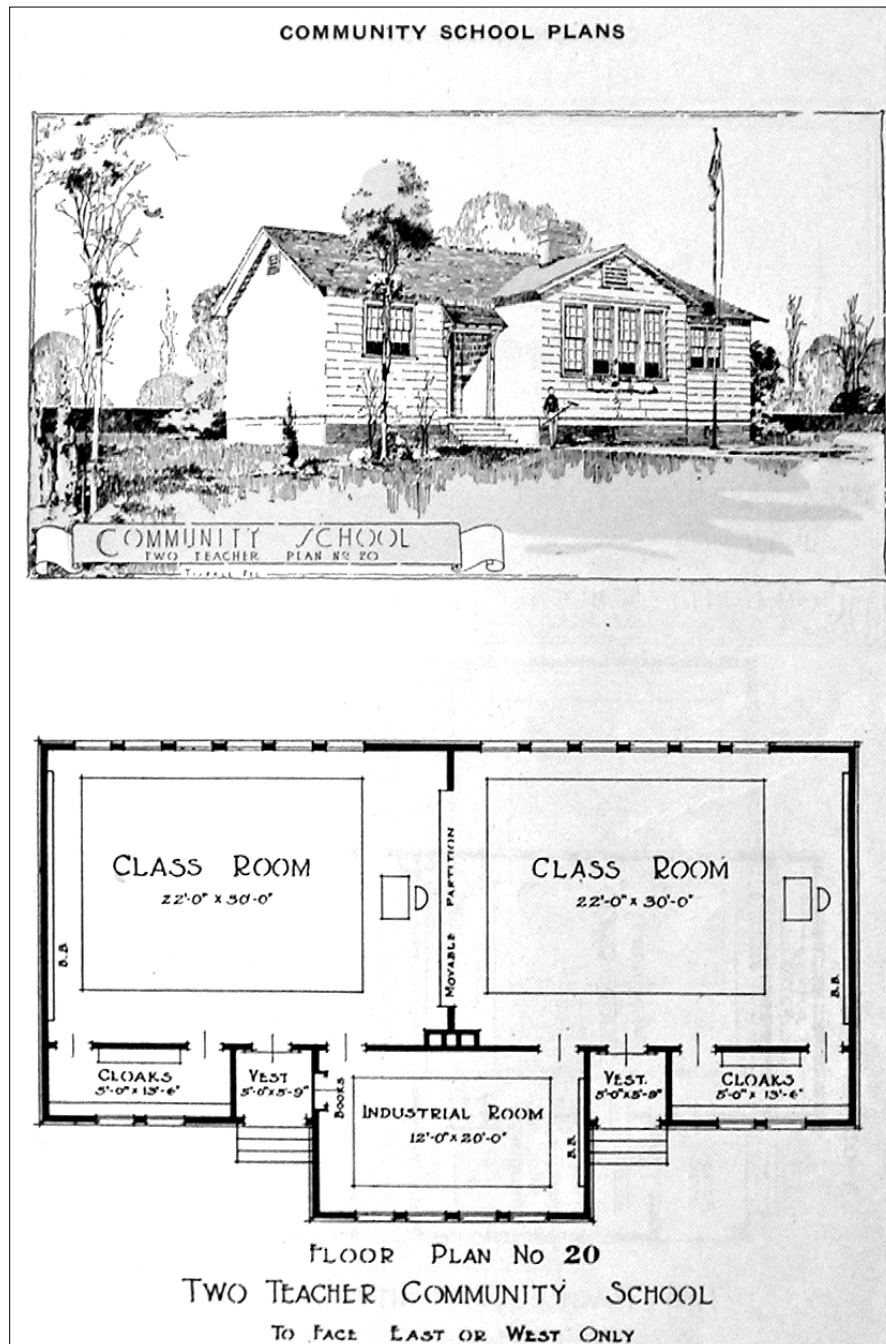 COMMUNITY SCHOOL PLANS
COMMUNITY SCHOOL
TWO TEACHER PLAN No 20
CLASS ROOM
22'-0" x 30'-0"
CLASS ROOM
22'-0" x 30'-0"
MOVABLE PARTITION
B.B.
B.B.
CLOAKS
5'-0" x 13'-6"
VEST
5'-0" x 5'-9"
BOOKS
INDUSTRIAL ROOM
12'-0" x 20'-0"
B.B.
VEST.
5'-0" x 5'-9"
CLOAKS
5'-0" x 13'-6"
FLOOR PLAN No 20
TWO TEACHER COMMUNITY SCHOOL
TO FACE EAST OR WEST ONLY